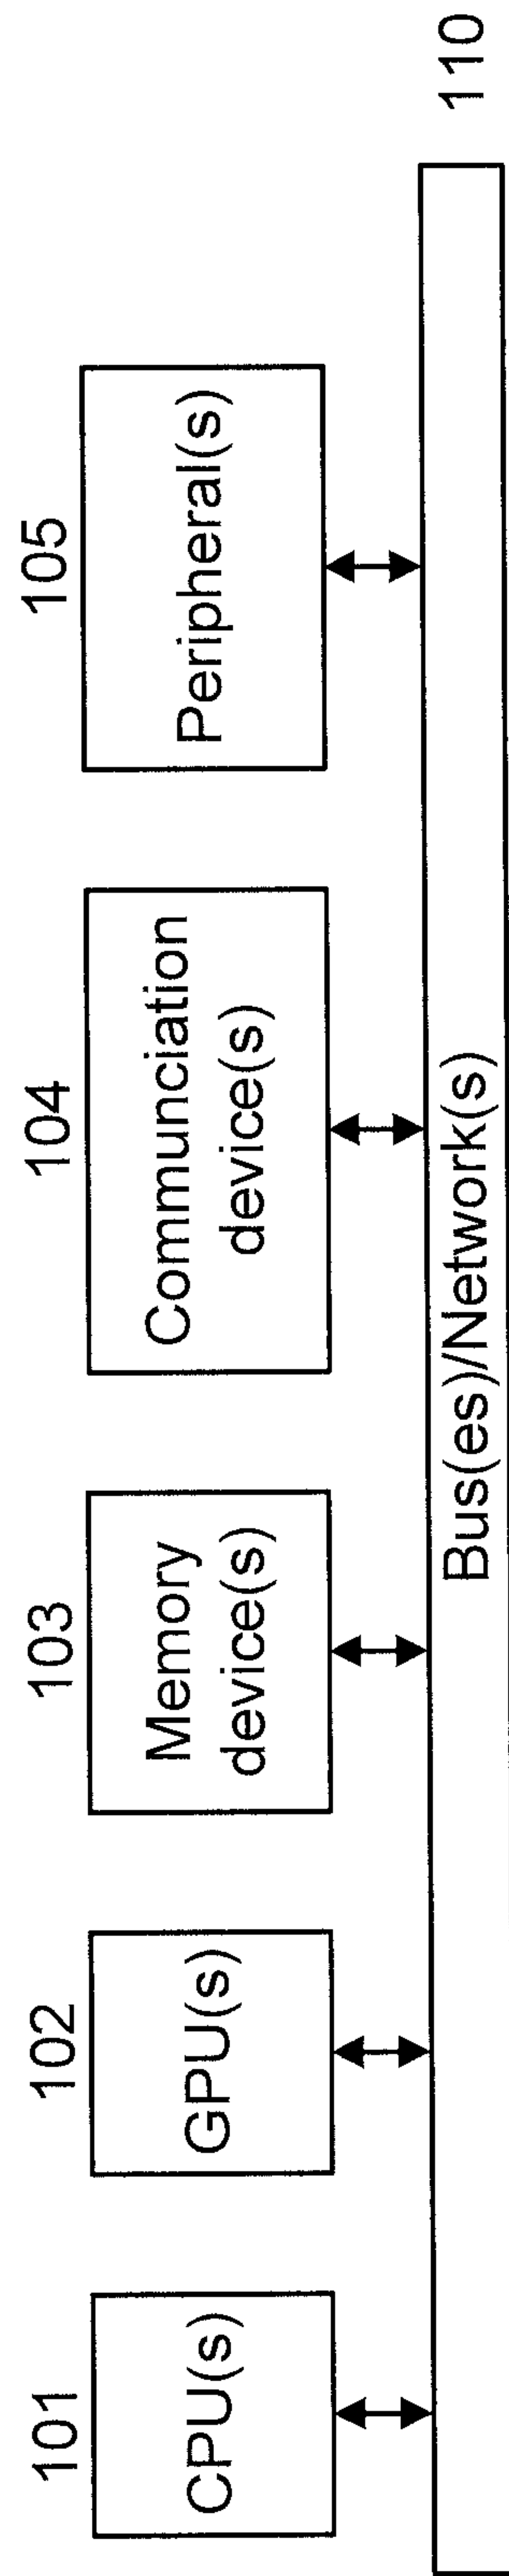 101
CPU(s)
102
GPU(s)
103
Memory
device(s)
104
Communciation
device(s)
105
Peripheral(s)
Bus(es)/Network(s)
110